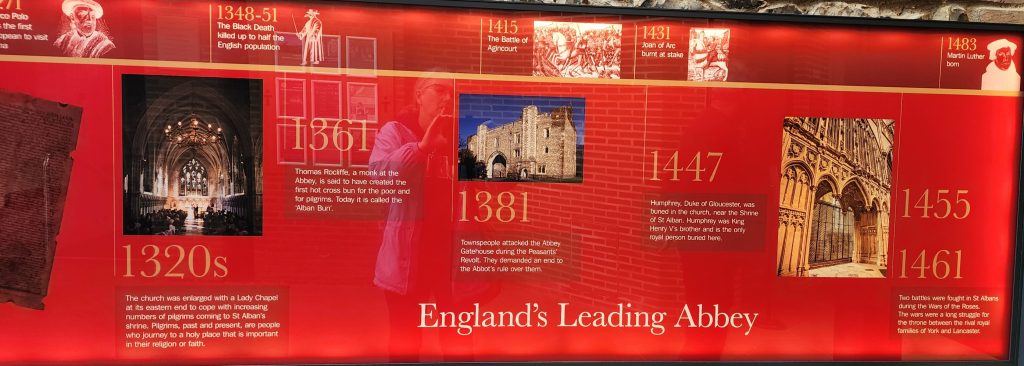 1271
rco Polo
s the first
opean to visit
na
1348-51
The Black Death
killed up to half the
English population
1415
The Battle of
Agincourt
1431
Joan of Arc
burnt at stake
1483
Martin Luther
born
1320s
The church was enlarged with a Lady Chapel
at its eastern end to cope with increasing
numbers of pilgrims coming to St Alban's
shrine. Pilgrims, past and present, are people
who journey to a holy place that is important
in their religion or faith.
1361
Thomas Rocliffe, a monk at the
Abbey, is said to have created the
first hot cross bun for the poor and
for pilgrims. Today it is called the
'Alban Bun'.
1381
Townspeople attacked the Abbey
Gatehouse during the Peasants'
Revolt. They demanded an end to
the Abbot's rule over them.
1447
Humphrey, Duke of Gloucester, was
buried in the church, near the Shrine
of St Alban. Humphrey was King
Henry V's brother and is the only
royal person buried here.
1455
1461
Two battles were fought in St Albans
during the Wars of the Roses.
The wars were a long struggle for
the throne between the rival royal
families of York and Lancaster.
England's Leading Abbey